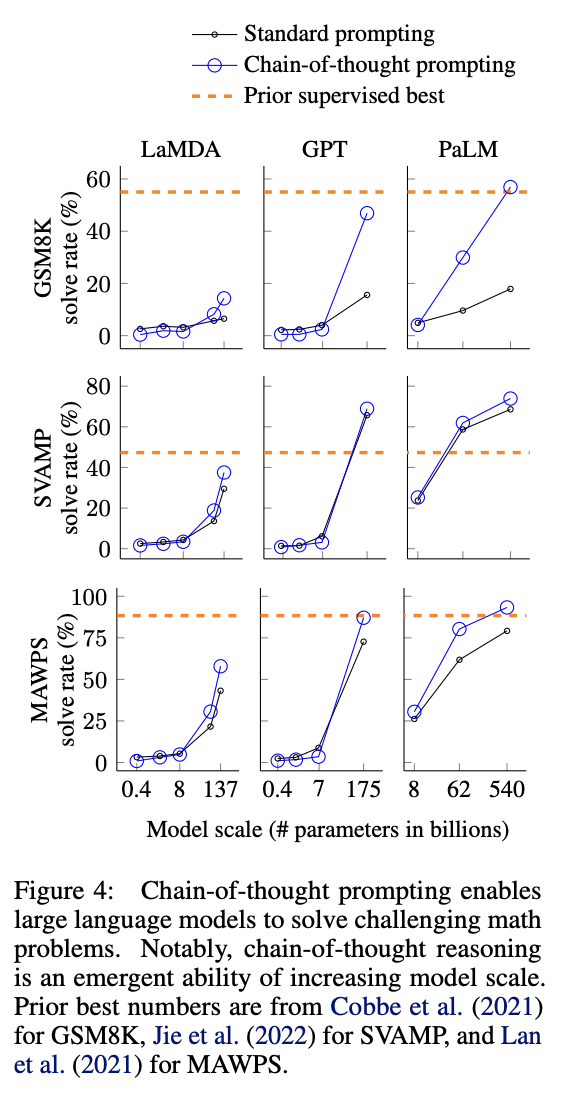 Standard prompting
Chain-of-thought prompting
Prior supervised best
LaMDA GPT PaLM
GSM8K
solve rate (%)
60
40
20
0
SVAMP
solve rate (%)
80
60
40
20
0
MAWPS
solve rate (%)
100
75
50
25
0
0.4 8 137 0.4 7 175 8 62 540
Model scale (# parameters in billions)
Figure 4: Chain-of-thought prompting enables
large language models to solve challenging math
problems. Notably, chain-of-thought reasoning
is an emergent ability of increasing model scale.
Prior best numbers are from Cobbe et al. (2021)
for GSM8K, Jie et al. (2022) for SVAMP, and Lan
et al. (2021) for MAWPS.